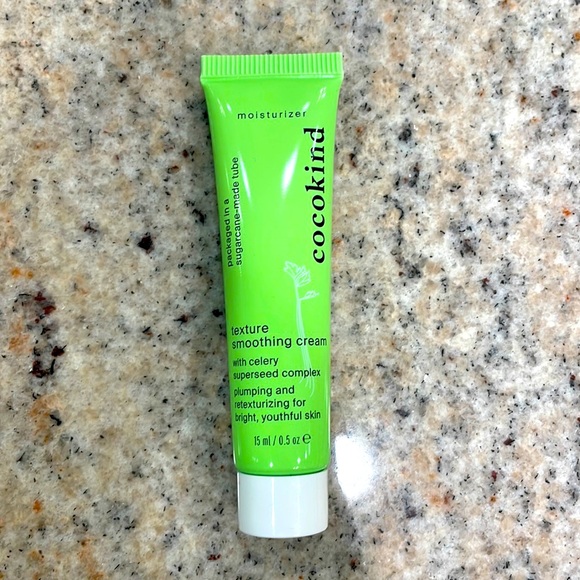 moisturizer
cocokind
packaged in a
sugarcane-made tube
texture
smoothing cream
with celery
superseed complex
plumping and
retexturizing for
bright, youthful skin
15 ml / 0.5 oz ℮